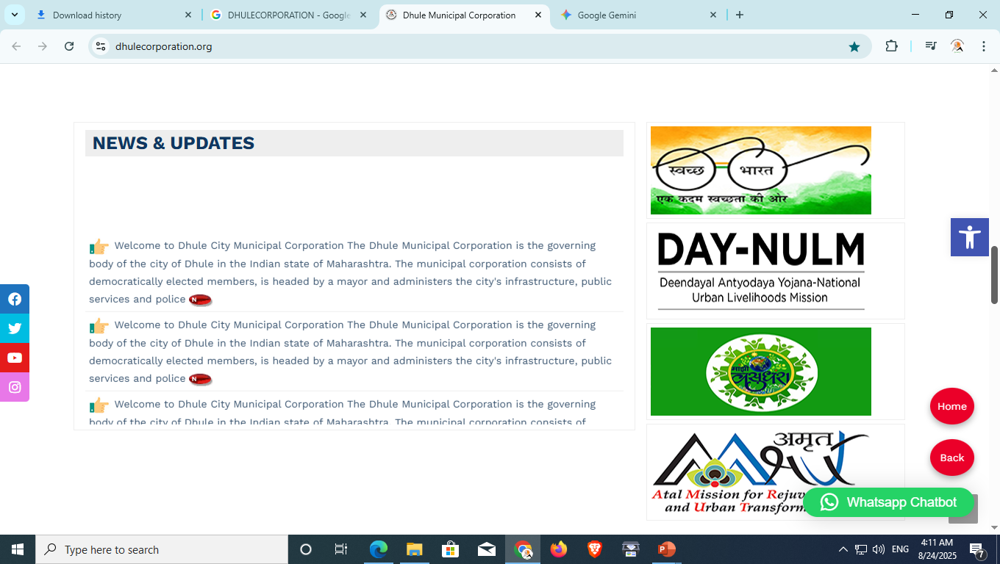 Download history
DHULECORPORATION - Google
Dhule Municipal Corporation
Google Gemini
dhulecorporation.org
NEWS & UPDATES
Welcome to Dhule City Municipal Corporation The Dhule Municipal Corporation is the governing
body of the city of Dhule in the Indian state of Maharashtra. The municipal corporation consists of
democratically elected members, is headed by a mayor and administers the city's infrastructure, public
services and police N
Welcome to Dhule City Municipal Corporation The Dhule Municipal Corporation is the governing
body of the city of Dhule in the Indian state of Maharashtra. The municipal corporation consists of
democratically elected members, is headed by a mayor and administers the city's infrastructure, public
services and police N
Welcome to Dhule City Municipal Corporation The Dhule Municipal Corporation is the governing
body of the city of Dhule in the Indian state of Maharashtra. The municipal corporation consists of
स्वच्छ भारत
एक कदम स्वच्छता की ओर
DAY-NULM
Deendayal Antyodaya Yojana-National
Urban Livelihoods Mission
माझी
वसुंधरा
अमृत
Atal Mission for
and Urban
Home
Back
Whatsapp Chatbot
Type here to search
P
ENG
4:11 AM
8/24/2025
7